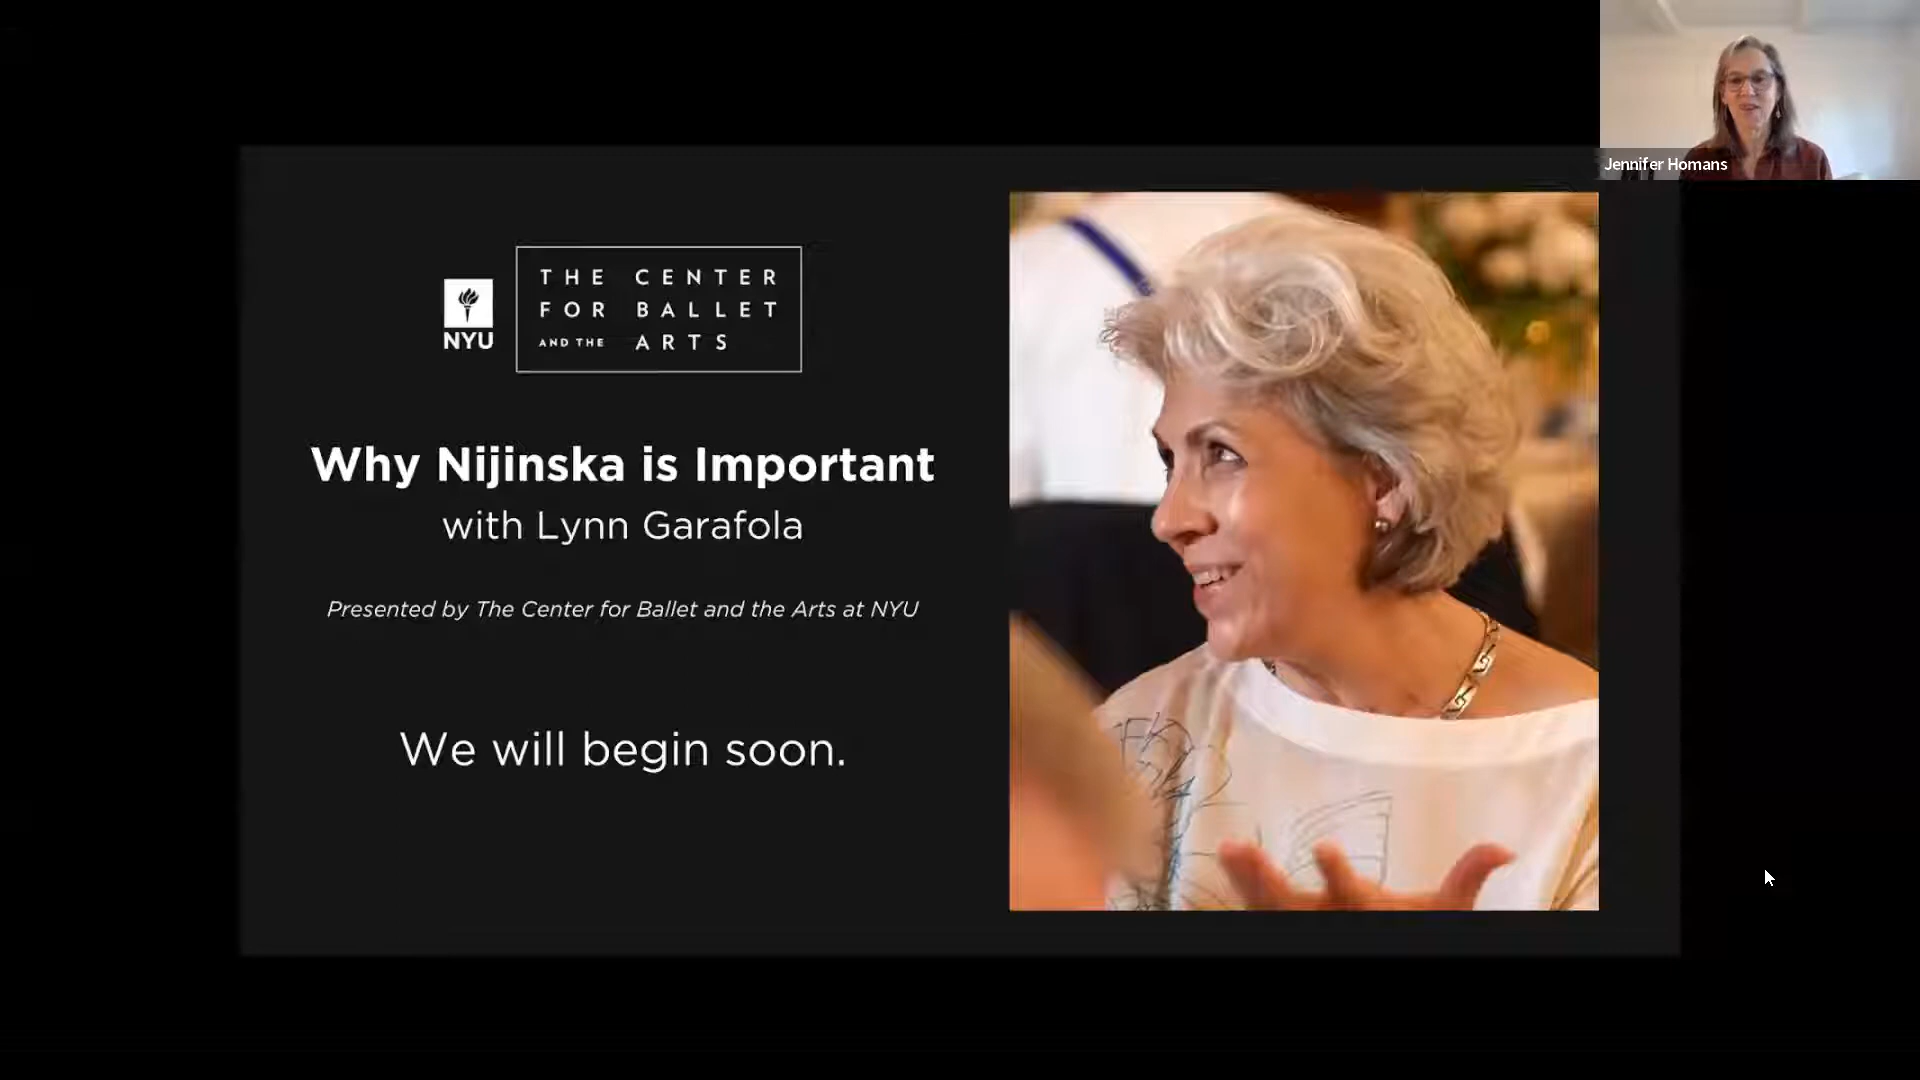 Jennifer Homans
NYU
THE CENTER
FOR BALLET
AND THE ARTS
Why Nijinska is Important
with Lynn Garafola
Presented by The Center for Ballet and the Arts at NYU
We will begin soon.